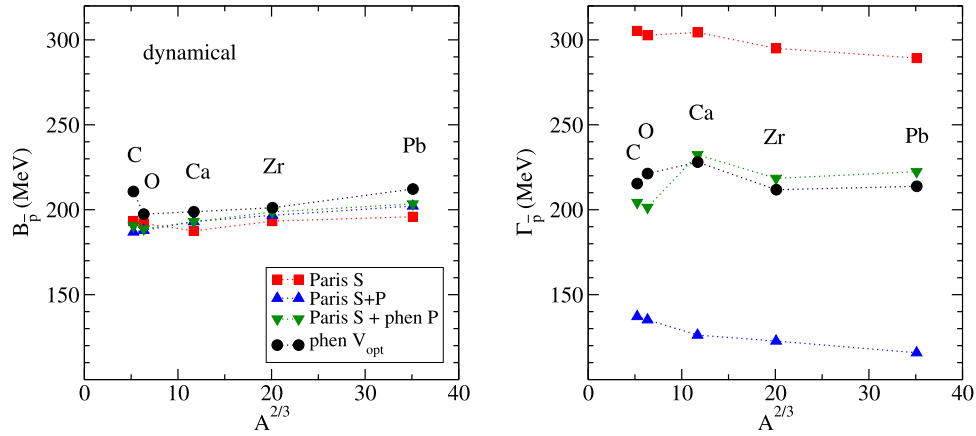 dynamical
B_p̄ (MeV)
300
250
200
150
C
O
Ca
Zr
Pb
Paris S
Paris S+P
Paris S + phen P
phen V_opt
0
10
20
30
40
A^2/3
Γ_p̄ (MeV)
300
250
200
150
C
O
Ca
Zr
Pb
0
10
20
30
40
A^2/3